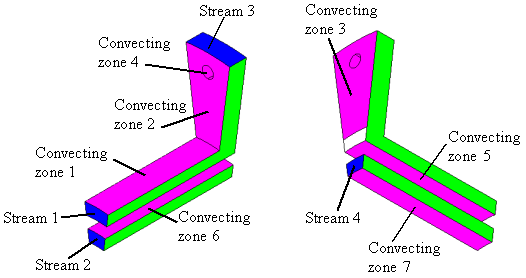 Stream 3
Convecting
zone 4
Convecting
zone 2
Convecting
zone 1
Stream 1
Stream 2
Convecting
zone 6
Convecting
zone 3
Convecting
zone 5
Stream 4
Convecting
zone 7